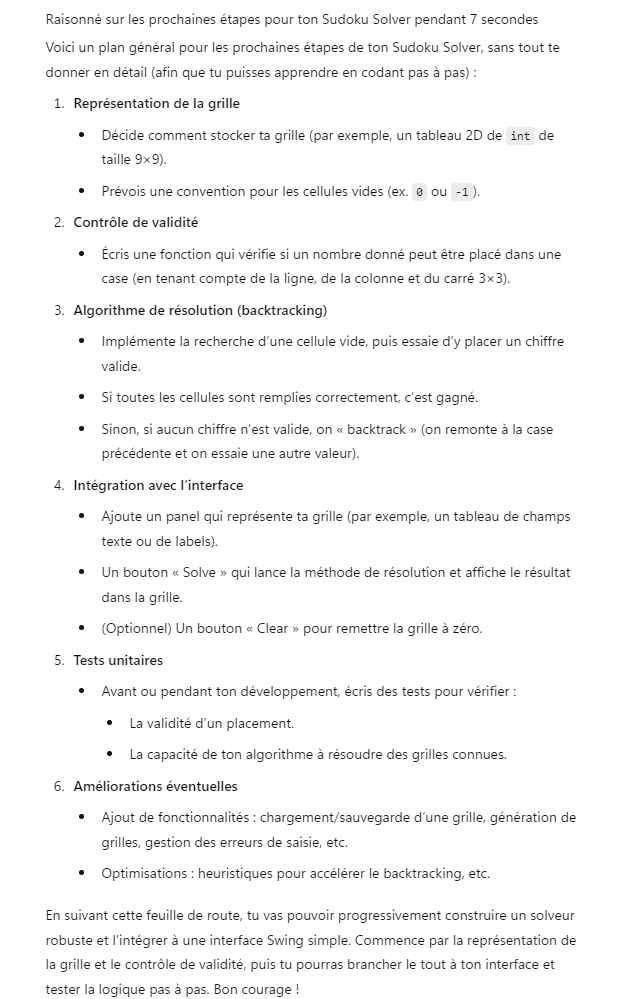 Raisonné sur les prochaines étapes pour ton Sudoku Solver pendant 7 secondes
Voici un plan général pour les prochaines étapes de ton Sudoku Solver, sans tout te
donner en détail (afin que tu puisses apprendre en codant pas à pas) :
1. Représentation de la grille
• Décide comment stocker ta grille (par exemple, un tableau 2D de int de
taille 9×9).
• Prévois une convention pour les cellules vides (ex. 0 ou -1 ).
2. Contrôle de validité
• Écris une fonction qui vérifie si un nombre donné peut être placé dans une
case (en tenant compte de la ligne, de la colonne et du carré 3×3).
3. Algorithme de résolution (backtracking)
• Implémente la recherche d’une cellule vide, puis essaie d’y placer un chiffre
valide.
• Si toutes les cellules sont remplies correctement, c’est gagné.
• Sinon, si aucun chiffre n’est valide, on « backtrack » (on remonte à la case
précédente et on essaie une autre valeur).
4. Intégration avec l’interface
• Ajoute un panel qui représente ta grille (par exemple, un tableau de champs
texte ou de labels).
• Un bouton « Solve » qui lance la méthode de résolution et affiche le résultat
dans la grille.
• (Optionnel) Un bouton « Clear » pour remettre la grille à zéro.
5. Tests unitaires
• Avant ou pendant ton développement, écris des tests pour vérifier :
• La validité d’un placement.
• La capacité de ton algorithme à résoudre des grilles connues.
6. Améliorations éventuelles
• Ajout de fonctionnalités : chargement/sauvegarde d’une grille, génération de
grilles, gestion des erreurs de saisie, etc.
• Optimisations : heuristiques pour accélérer le backtracking, etc.
En suivant cette feuille de route, tu vas pouvoir progressivement construire un solveur
robuste et l’intégrer à une interface Swing simple. Commence par la représentation de
la grille et le contrôle de validité, puis tu pourras brancher le tout à ton interface et
tester la logique pas à pas. Bon courage !